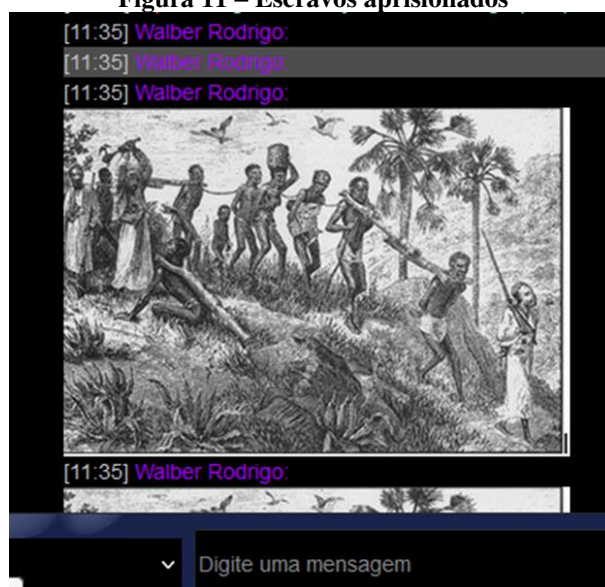 Figura 11 – Escravos aprisionados
[11:35] Walber Rodrigo:
[11:35] Walber Rodrigo:
[11:35] Walber Rodrigo:
[11:35] Walber Rodrigo:
Digite uma mensagem